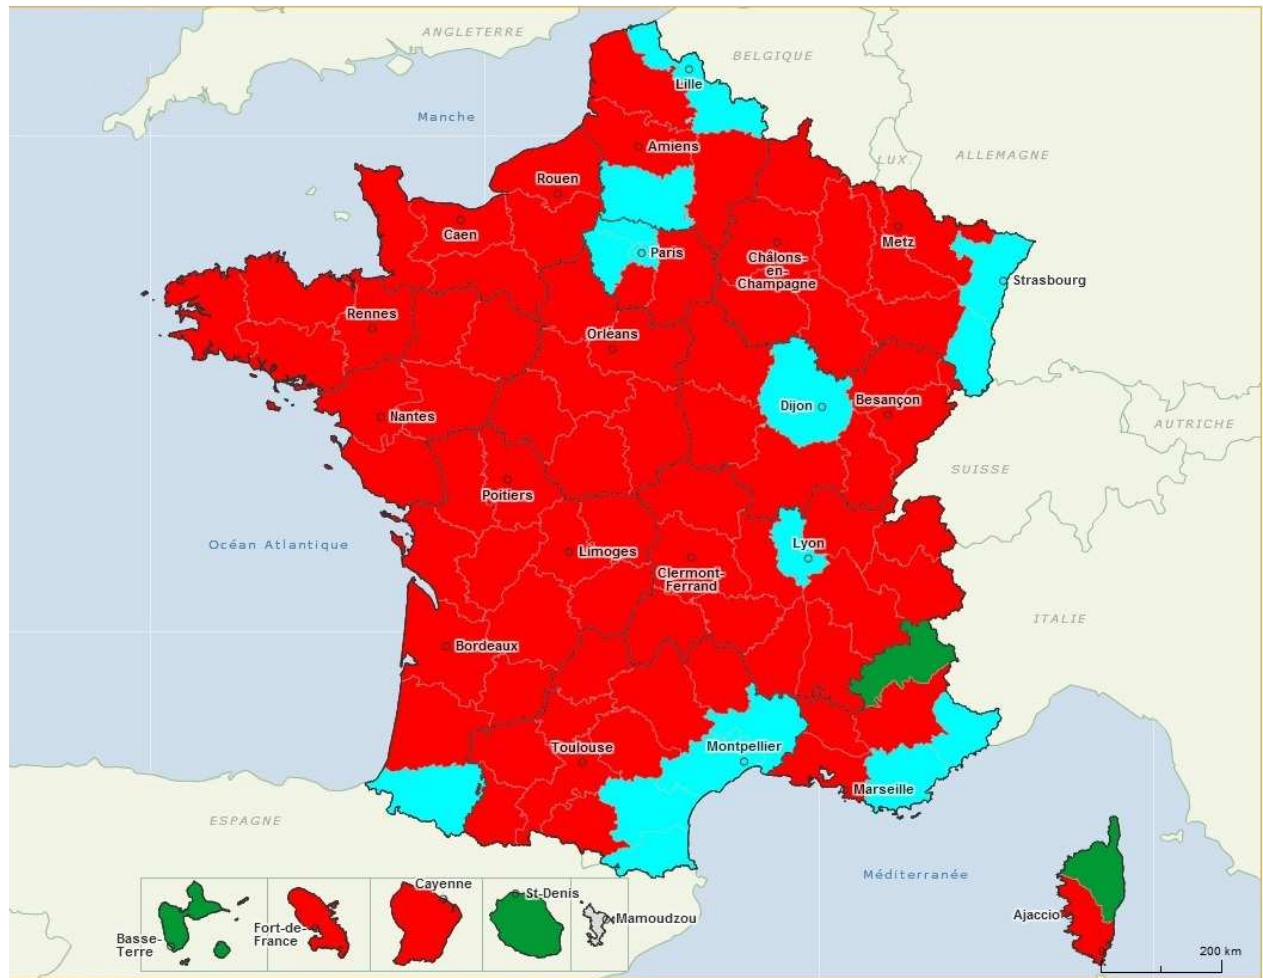 ANGLETERRE
BELGIQUE
Lille
Manche
Amiens
LUX.
ALLEMAGNE
Rouen
Caen
Paris
Metz
Châlons-
en-
Champagne
Strasbourg
Rennes
Orléans
Dijon
Besançon
Nantes
AUTRICHE
SUISSE
Poitiers
Océan Atlantique
Limoges
Lyon
Clermont-
Ferrand
ITALIE
Bordeaux
Toulouse
Montpellier
Marseille
ESPAGNE
Méditerranée
Cayenne
St-Denis
Mamoudzou
Fort-de-
France
Basse-
Terre
Ajaccio
200 km